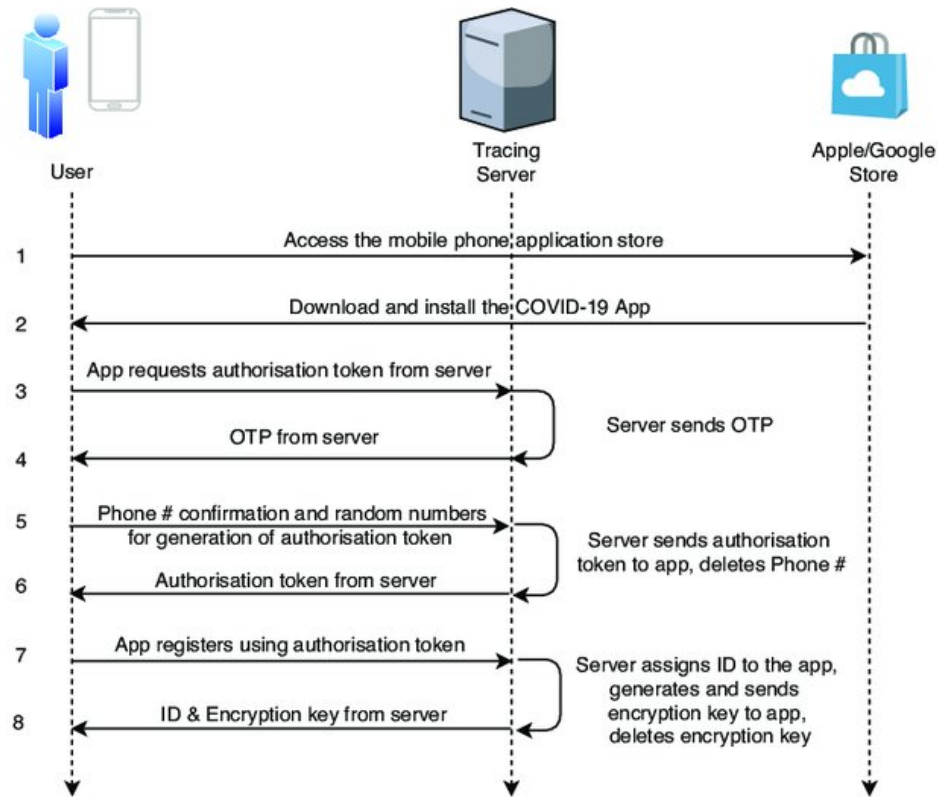 User
Tracing
Server
Apple/Google
Store
1
Access the mobile phone application store
2
Download and install the COVID-19 App
App requests authorisation token from server
3
Server sends OTP
OTP from server
4
5
Phone # confirmation and random numbers
for generation of authorisation token
Server sends authorisation
token to app, deletes Phone #
6
Authorisation token from server
7
App registers using authorisation token
Server assigns ID to the app,
generates and sends
encryption key to app,
deletes encryption key
8
ID & Encryption key from server